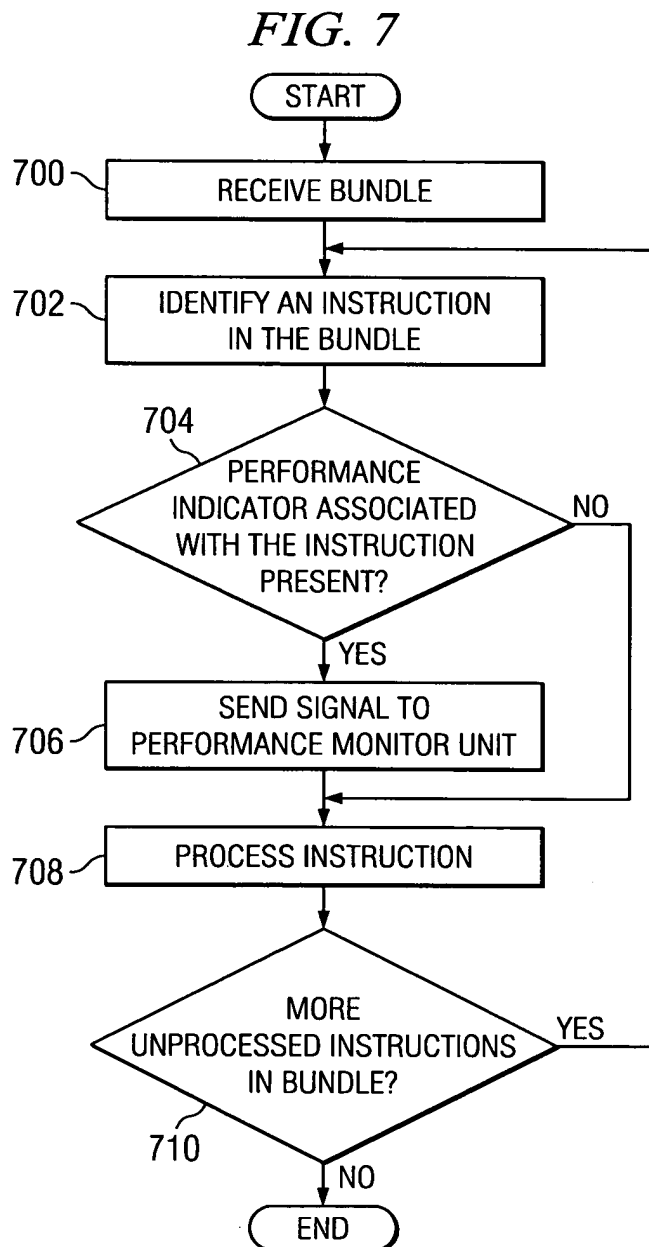 FIG. 7
START
700
RECEIVE BUNDLE
702
IDENTIFY AN INSTRUCTION
IN THE BUNDLE
704
PERFORMANCE
INDICATOR ASSOCIATED
WITH THE INSTRUCTION
PRESENT?
NO
YES
706
SEND SIGNAL TO
PERFORMANCE MONITOR UNIT
708
PROCESS INSTRUCTION
MORE
UNPROCESSED INSTRUCTIONS
IN BUNDLE?
YES
710
NO
END